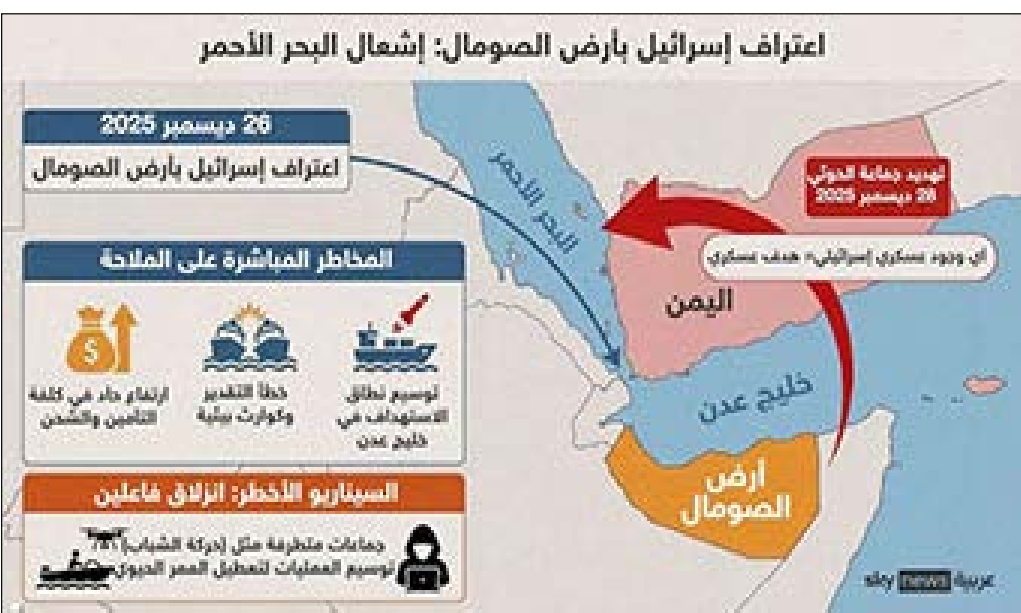 اعتراف إسرائيل بأرض الصومال: إشعال البحر الأحمر
26 ديسمبر 2025
اعتراف إسرائيل بأرض الصومال
البحر الأحمر
تهديد جماعة الحوثي
28 ديسمبر 2025
اي وجود عسكري إسرائيلي= هدف عسكري
اليمن
خليج عدن
أرض
الصومال
المخاطر المباشرة على الملاحة
توسيع نطاق
الاستهداف في
خليج عدن
خطأ التقدير
وكوارث بيئية
ارتفاع حاد في كلفة
التأمين والشحن
السيناريو الأخطر: انزلاق فاعلين
جماعات متطرفة مثل (حركة الشباب)
توسيع العمليات لتعطيل الممر الحيوي
sky news عربية